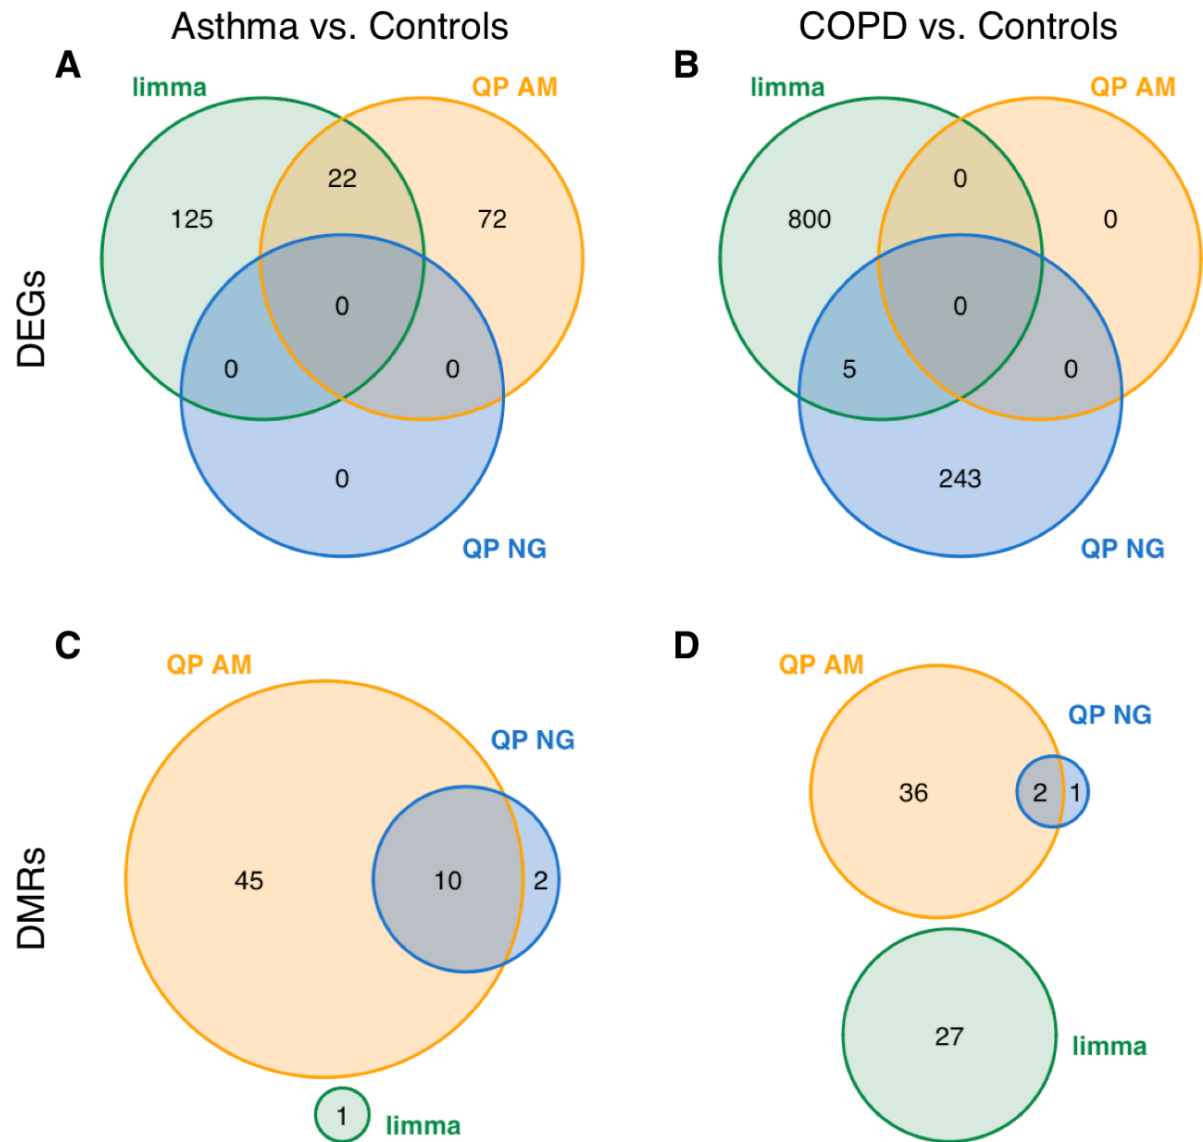 Asthma vs. Controls
COPD vs. Controls
A
B
limma
QP AM
limma
QP AM
22
0
125
72
800
0
DEGs
0
0
0
0
5
0
0
243
QP NG
QP NG
C
D
QP AM
QP AM
QP NG
QP NG
36
2
1
DMRs
45
10
2
27
limma
1
limma